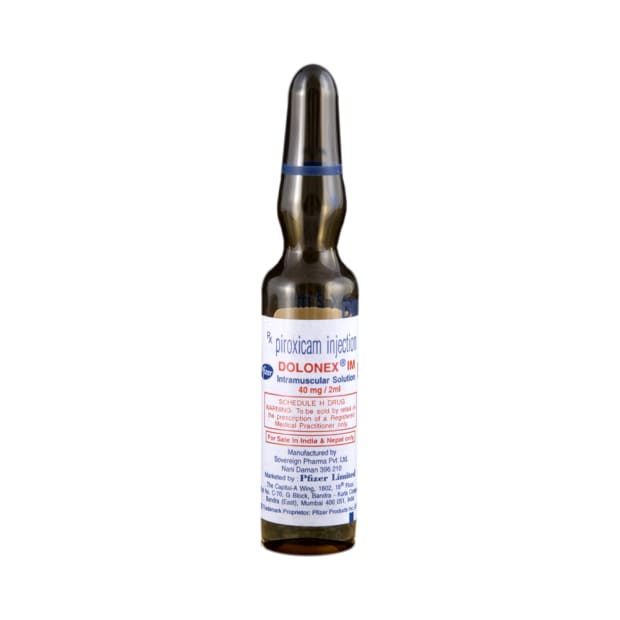 Rx piroxicam injection
DOLONEX® IM
Pfizer
Intramuscular Solution
40 mg / 2ml
SCHEDULE H DRUG
WARNING: To be sold by retail on
the prescription of a Registered
Medical Practitioner only.
For Sale in India & Nepal only
Manufactured by
Sovereign Pharma Pvt. Ltd.
Nani Daman 396 210
Marketed by : Pfizer Limited
The Capital-A Wing, 1802, 18th Floor,
No. C-70, G Block, Bandra - Kurla
Bandra (East), Mumbai 400 051, India
Trademark Proprietor: Pfizer Products Inc.